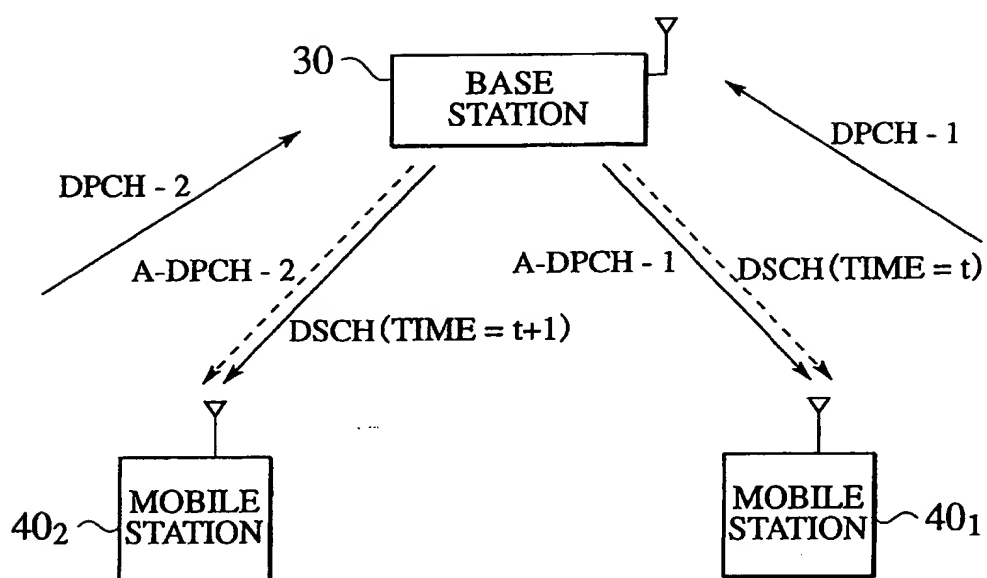 30
BASE
STATION
DPCH - 1
DPCH - 2
A-DPCH - 2
A-DPCH - 1
DSCH (TIME = t)
DSCH (TIME = t+1)
MOBILE
STATION
40₂
MOBILE
STATION
40₁